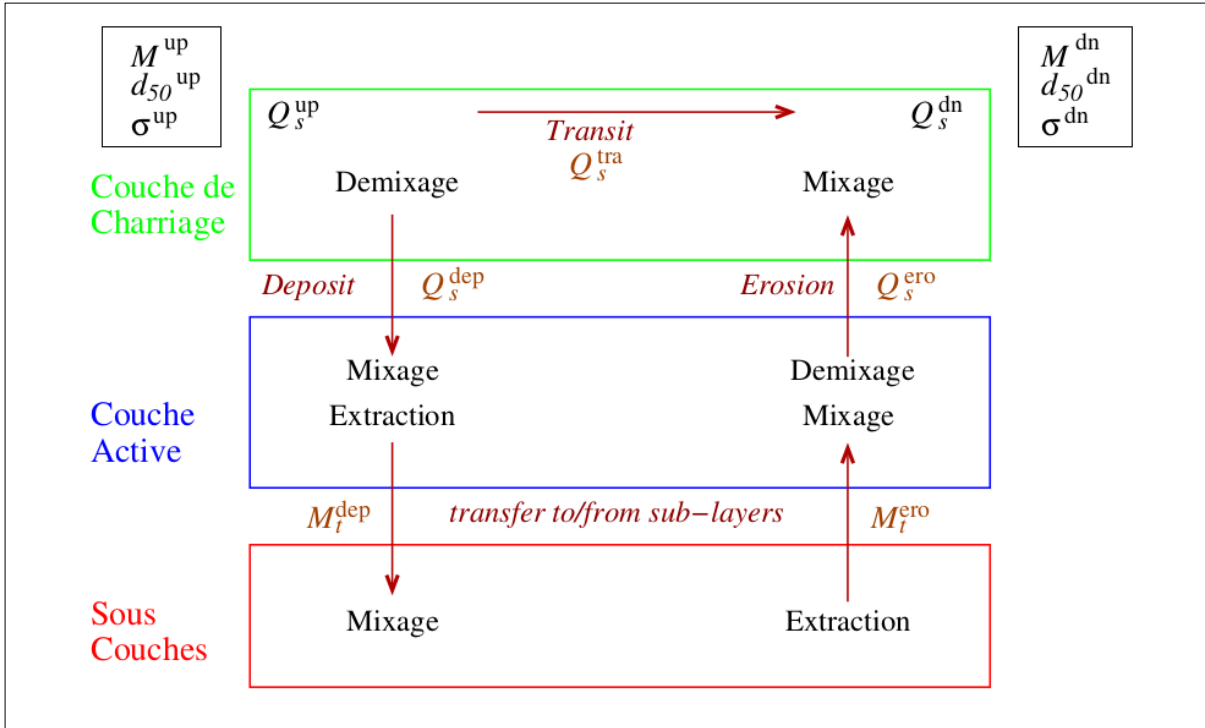 M^up
d_50^up
σ^up
M^dn
d_50^dn
σ^dn
Q_s^up
Q_s^dn
Transit
Q_s^tra
Couche de
Charriage
Demixage
Mixage
Deposit
Q_s^dep
Erosion
Q_s^ero
Couche
Active
Mixage
Demixage
Extraction
Mixage
M_t^dep
transfer to/from sub−layers
M_t^ero
Sous
Couches
Mixage
Extraction